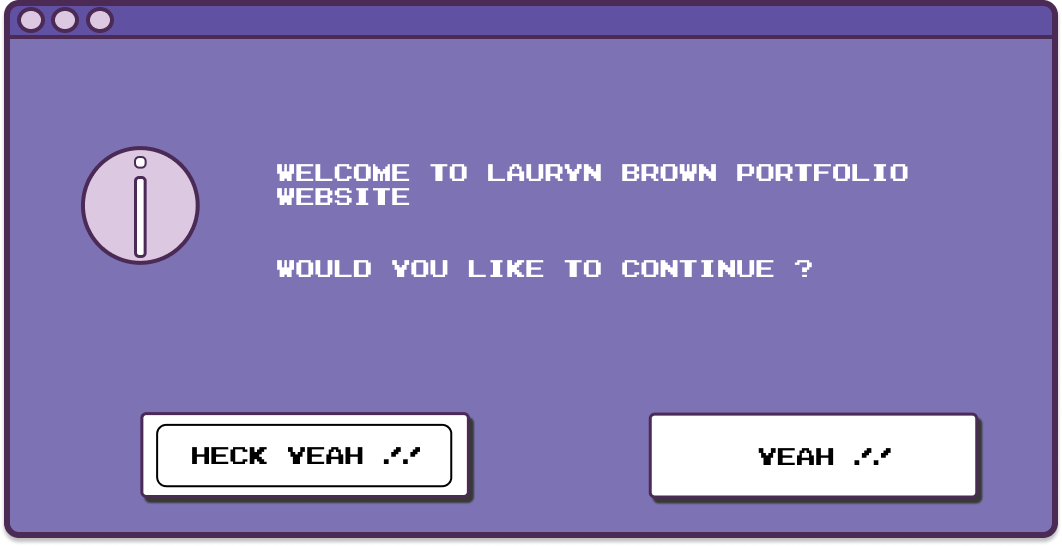 WELCOME TO LAURYN BROWN PORTFOLIO
WEBSITE
WOULD YOU LIKE TO CONTINUE ?
HECK YEAH !!
YEAH !!